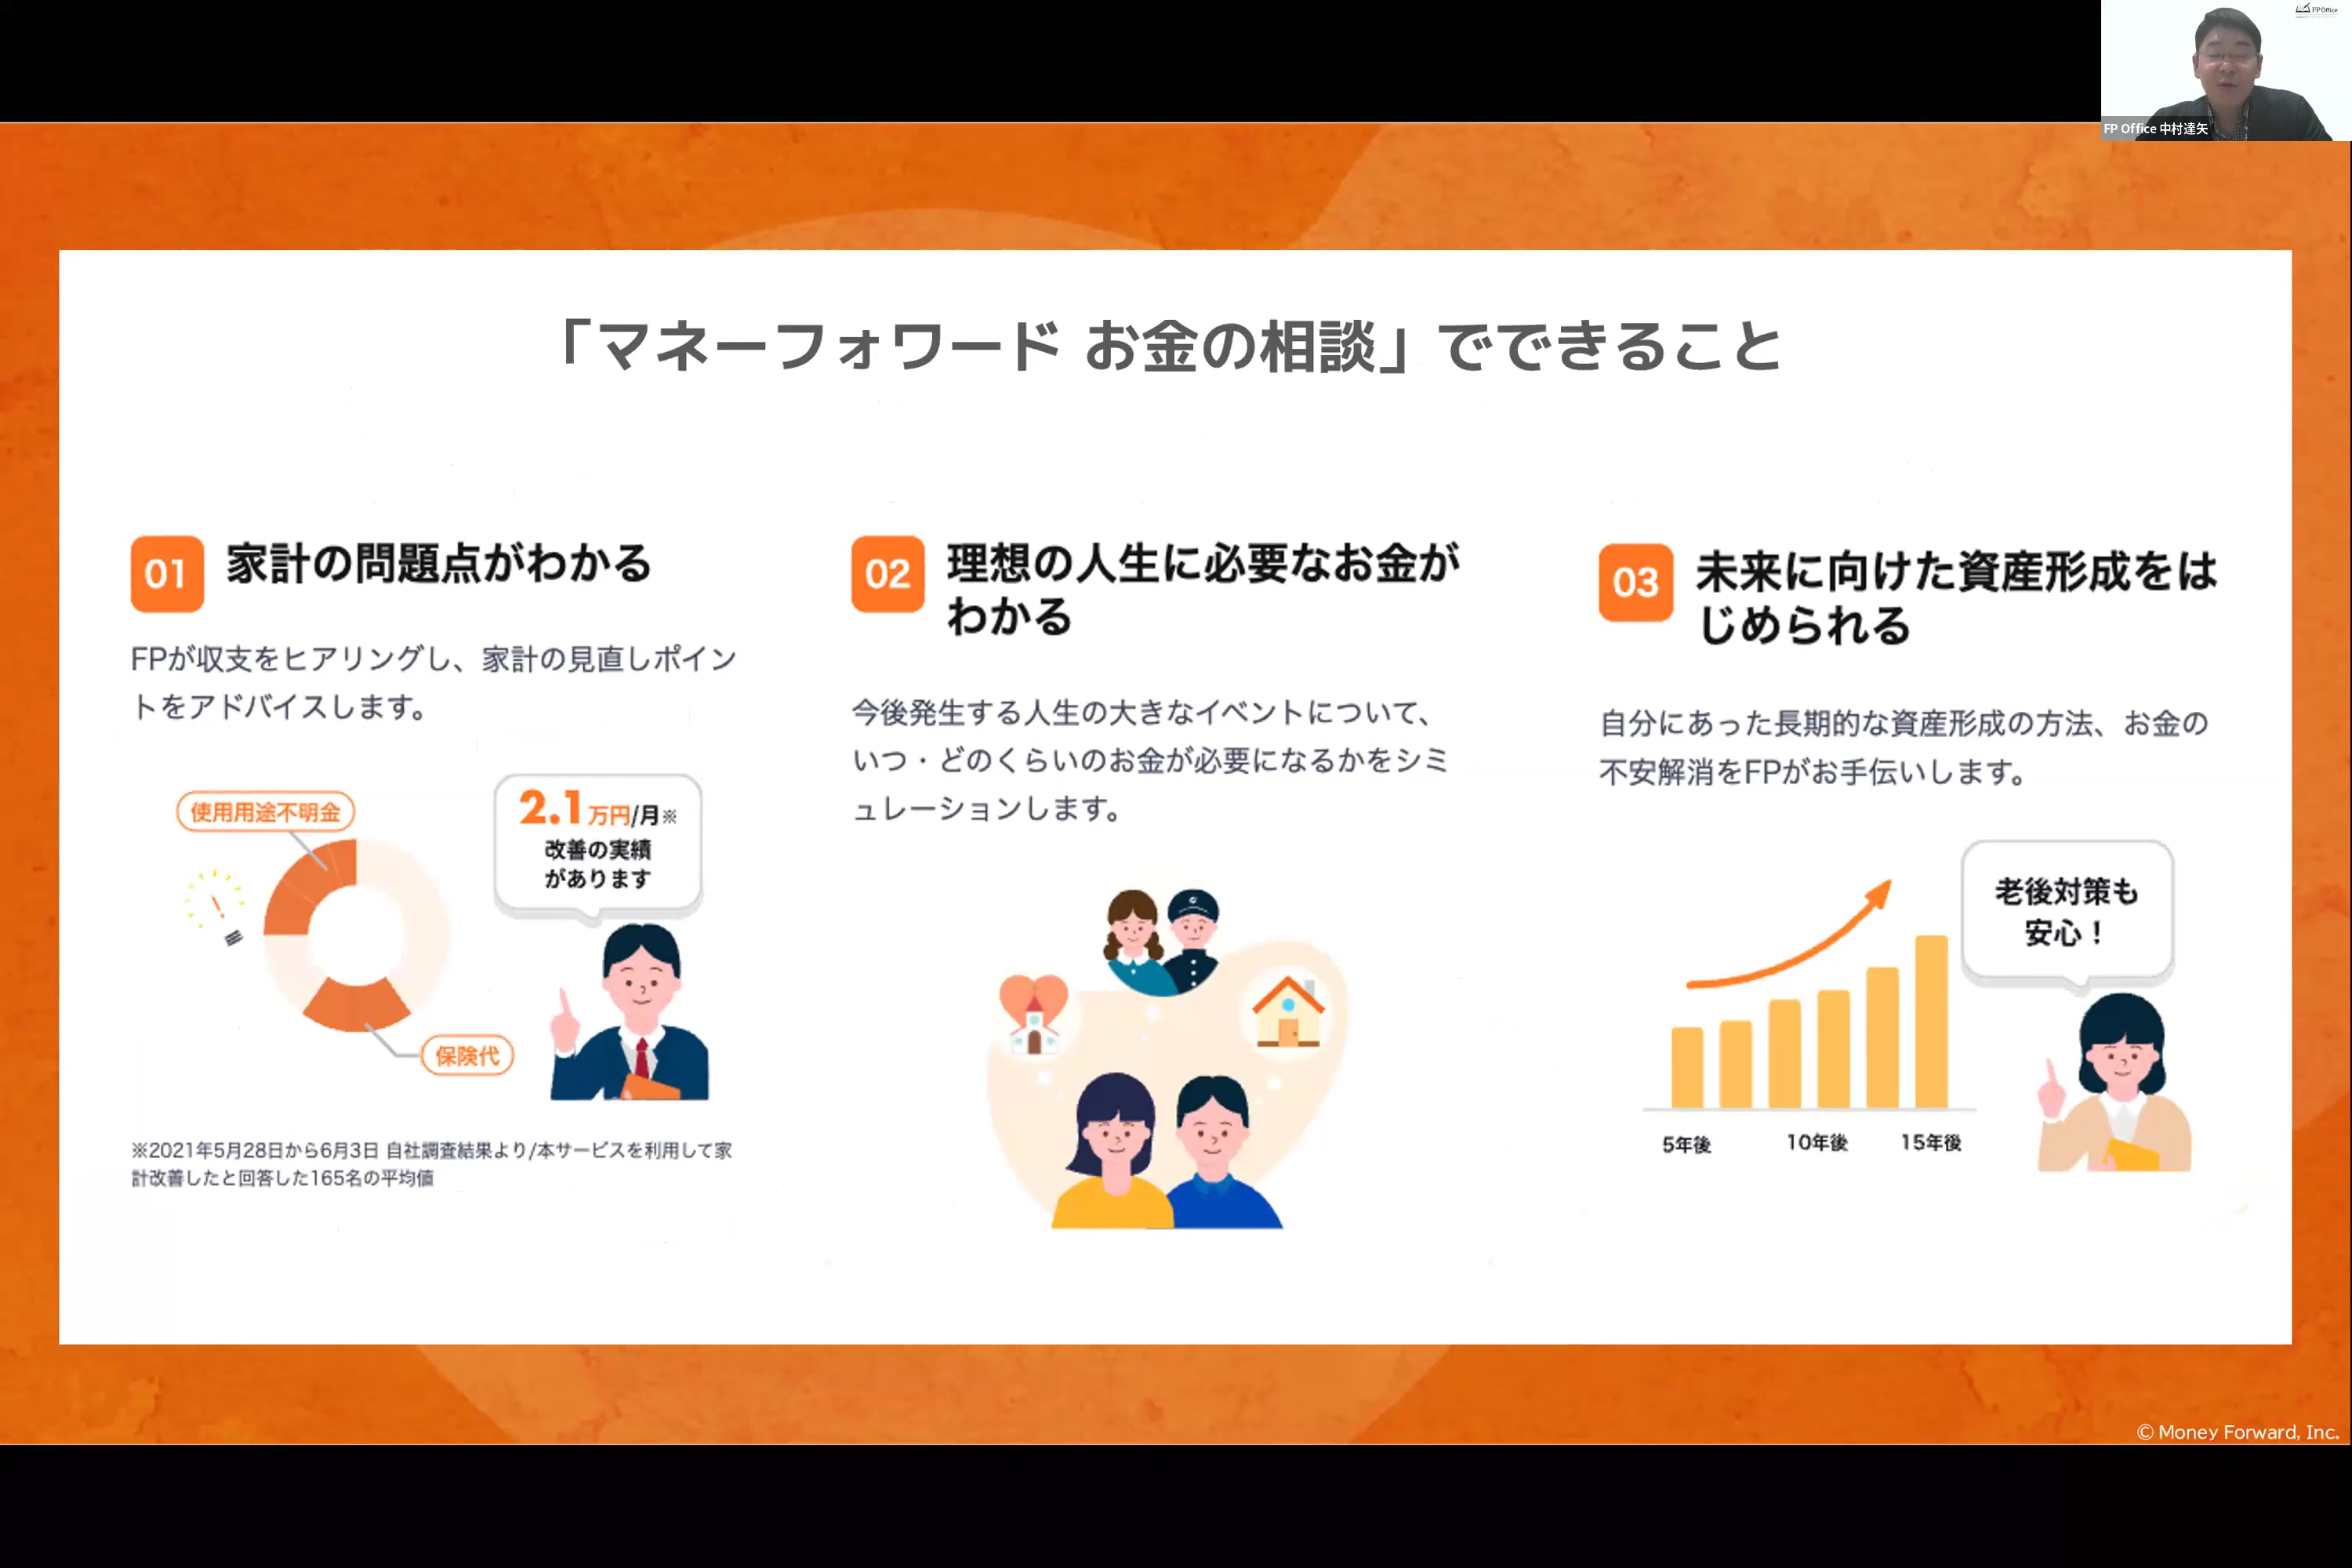 FP Office
FP Office 中村達矢
「マネーフォワード お金の相談」でできること
01 家計の問題点がわかる
FPが収支をヒアリングし、家計の見直しポイン
トをアドバイスします。
使用用途不明金
2.1万円/月※
改善の実績
があります
保険代
※2021年5月28日から6月3日 自社調査結果より/本サービスを利用して家
計改善したと回答した165名の平均値
02 理想の人生に必要なお金が
わかる
今後発生する人生の大きなイベントについて、
いつ・どのくらいのお金が必要になるかをシミ
ュレーションします。
03 未来に向けた資産形成をは
じめられる
自分にあった長期的な資産形成の方法、お金の
不安解消をFPがお手伝いします。
老後対策も
安心！
5年後 10年後 15年後
© Money Forward, Inc.